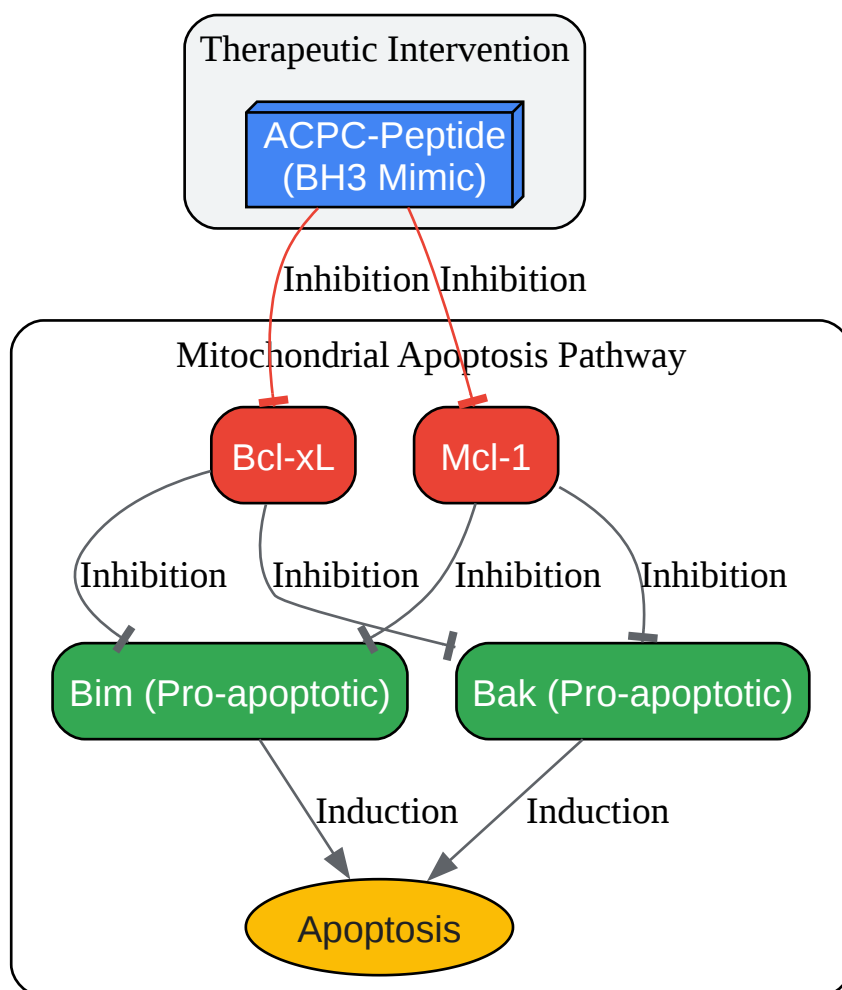 Therapeutic Intervention
ACPC-Peptide
(BH3 Mimic)
Inhibition
Inhibition
Mitochondrial Apoptosis Pathway
Bcl-xL
Mcl-1
Inhibition
Inhibition
Inhibition
Inhibition
Bim (Pro-apoptotic)
Bak (Pro-apoptotic)
Induction
Induction
Apoptosis